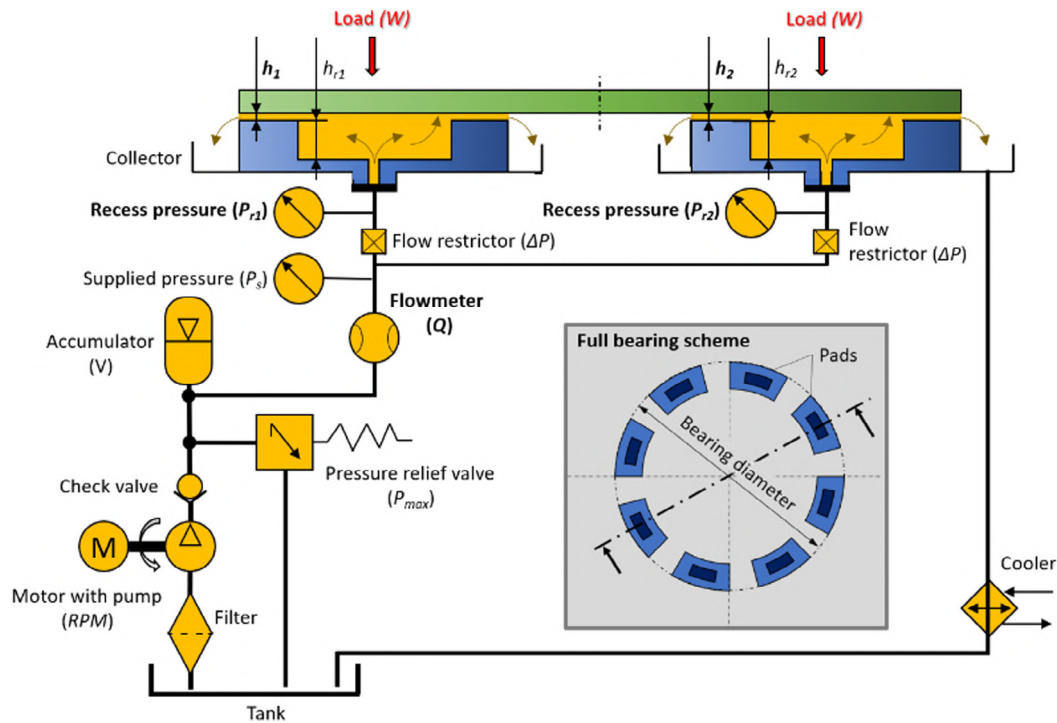 Load (W)
Load (W)
h1
hr1
h2
hr2
Collector
Recess pressure (Pr1)
Recess pressure (Pr2)
Flow restrictor (ΔP)
Flow
restrictor (ΔP)
Supplied pressure (Ps)
Flowmeter
(Q)
Accumulator
(V)
Full bearing scheme
Pads
Bearing diameter
Pressure relief valve
(Pmax)
Check valve
M
Motor with pump
(RPM)
Filter
Cooler
Tank